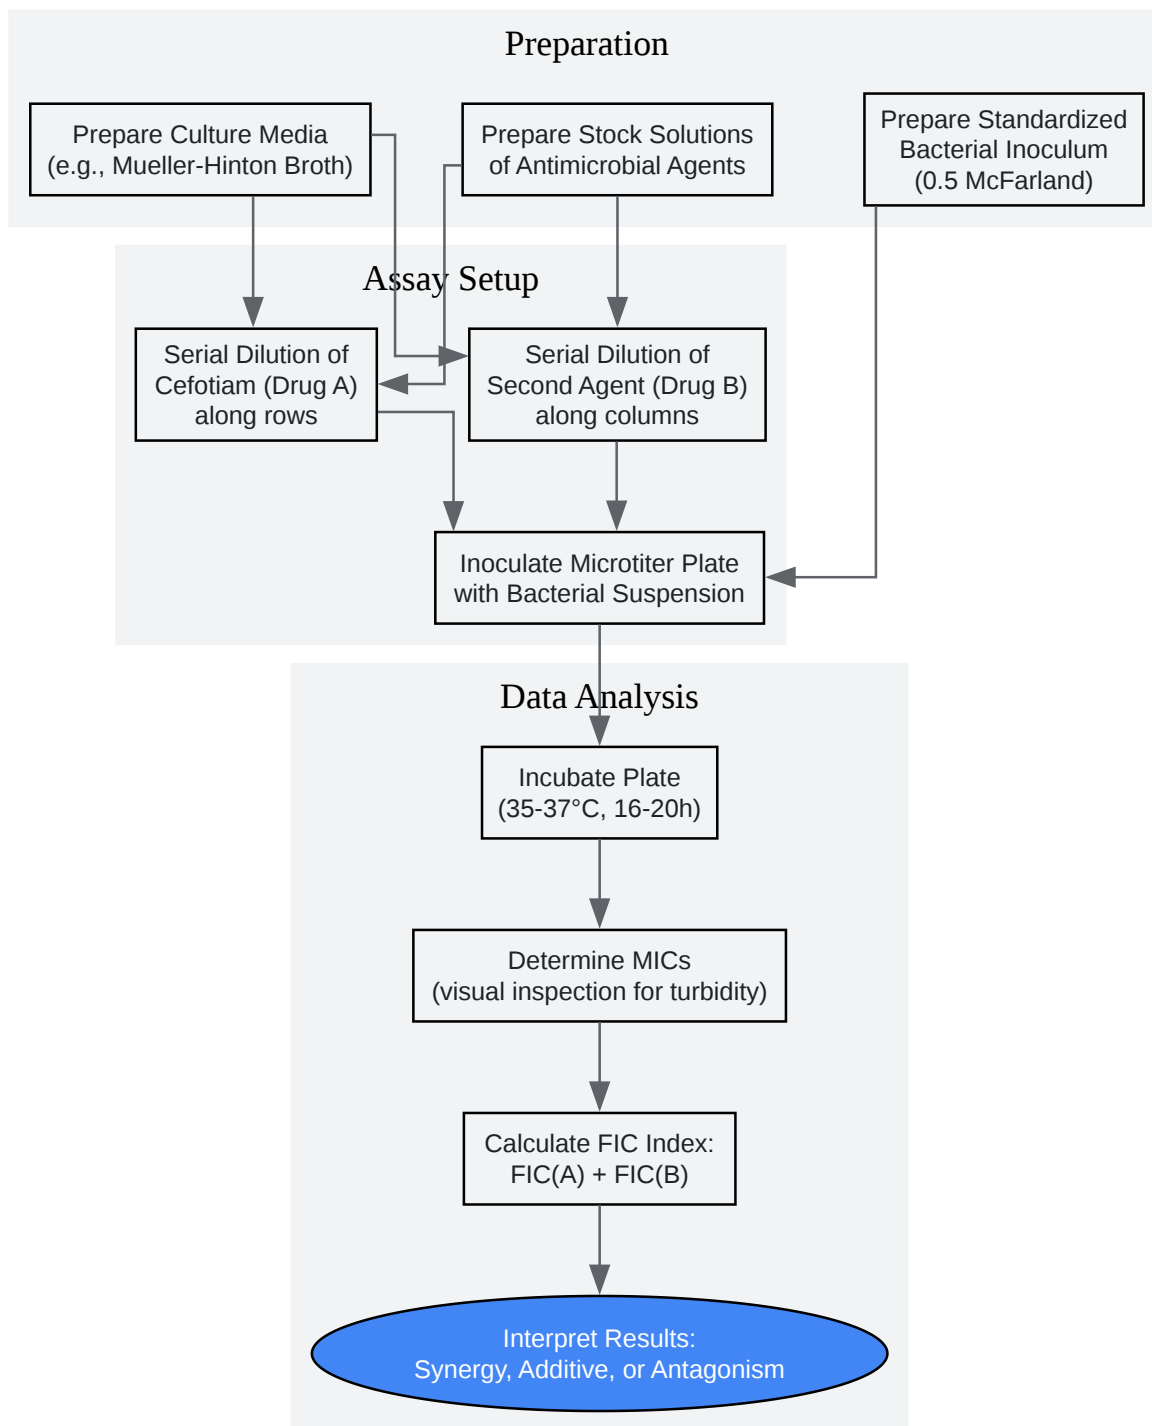 Preparation
Prepare Culture Media
(e.g., Mueller-Hinton Broth)
Prepare Stock Solutions
of Antimicrobial Agents
Prepare Standardized
Bacterial Inoculum
(0.5 McFarland)
Assay Setup
Serial Dilution of
Cefotiam (Drug A)
along rows
Serial Dilution of
Second Agent (Drug B)
along columns
Inoculate Microtiter Plate
with Bacterial Suspension
Data Analysis
Incubate Plate
(35-37°C, 16-20h)
Determine MICs
(visual inspection for turbidity)
Calculate FIC Index:
FIC(A) + FIC(B)
Interpret Results:
Synergy, Additive, or Antagonism